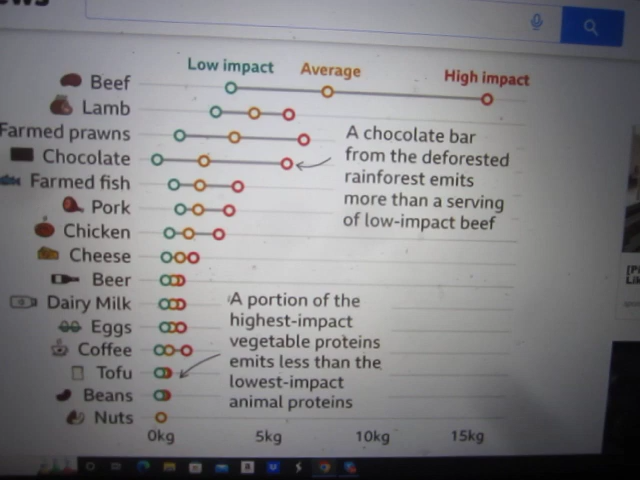 Low impact
Average
High impact
Beef
Lamb
Farmed prawns
Chocolate
Farmed fish
Pork
Chicken
Cheese
Beer
Dairy Milk
Eggs
Coffee
Tofu
Beans
Nuts
A chocolate bar
from the deforested
rainforest emits
more than a serving
of low-impact beef
A portion of the
highest-impact
vegetable proteins
emits less than the
lowest-impact
animal proteins
0kg
5kg
10kg
15kg